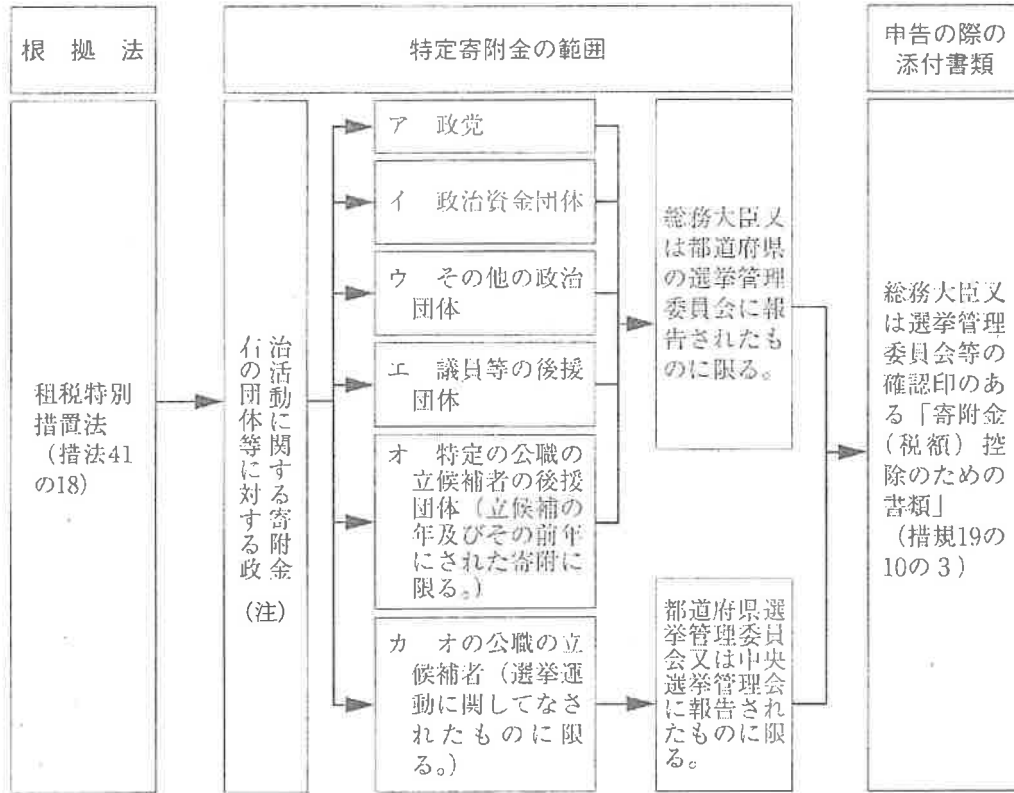 根拠法
特定寄附金の範囲
申告の際の
添付書類
租税特別
措置法
(措法41
の18)
右の団体等に対する政
治活動に関する寄附金
(注)
ア 政党
イ 政治資金団体
ウ その他の政治
団体
エ 議員等の後援
団体
オ 特定の公職の
立候補者の後援
団体(立候補の
年及びその前年
にされた寄附に
限る。)
カ オの公職の立
候補者(選挙運
動に関してなさ
れたものに限
る。)
総務大臣又
は都道府県
の選挙管理
委員会に報
告されたも
のに限る。
都道府県選
挙管理委員
会又は中央
選挙管理会
に報告され
たものに限
る。
総務大臣又
は選挙管理
委員会等の
確認印のあ
る「寄附金
(税額)控
除のための
書類」
(措規19の
10の3)